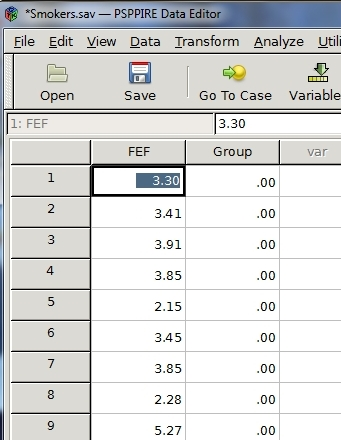 *Smokers.sav — PSPPIRE Data Editor
File Edit View Data Transform Analyze Utili
Open Save Go To Case Variable
1: FEF 3.30
FEF Group var
1 3.30 .00
2 3.41 .00
3 3.91 .00
4 3.85 .00
5 2.15 .00
6 3.45 .00
7 3.85 .00
8 2.28 .00
9 5.27 .00